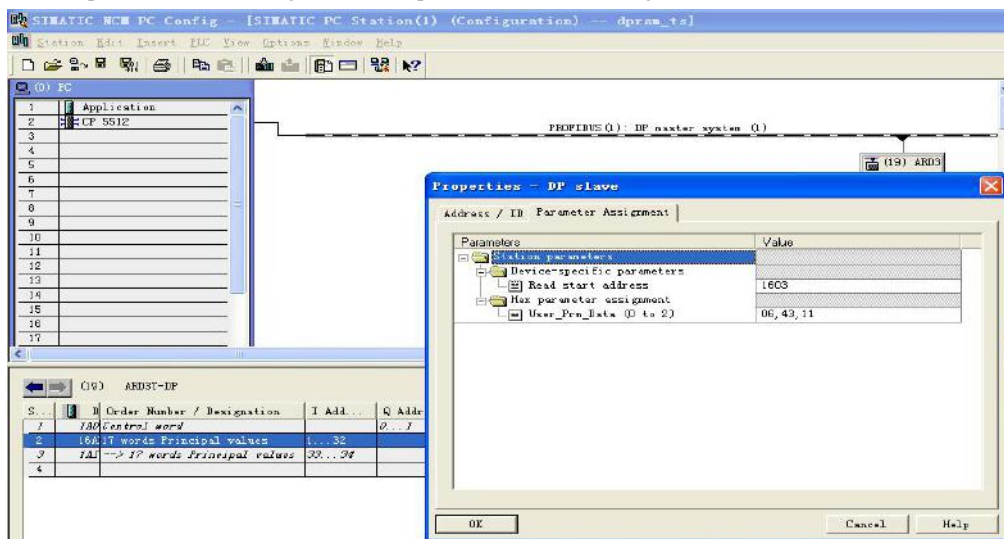 SIMATIC NCM PC Config - [SIMATIC PC Station(1) (Configuration) -- dpram_ts]
Station Edit Insert PLC View Options Window Help
(0) PC
1 Application
2 CP 5512
3
4
5
6
7
8
9
10
11
12
13
14
15
16
17
PROFIBUS(1): DP master system (1)
(19) ARD3
Properties - DP slave
Address / ID Parameter Assignment
Parameters Value
Station parameters
Device-specific parameters
Read start address 1603
Hex parameter assignment
User_Prm_Data (0 to 2) 06,43,11
(19) ARD3T-DP
S... D Order Number / Designation I Add... Q Addr
1 Control word 0...1
2 17 words Principal values 1...32
3 --> 17 words Principal values 33...34
4
OK Cancel Help